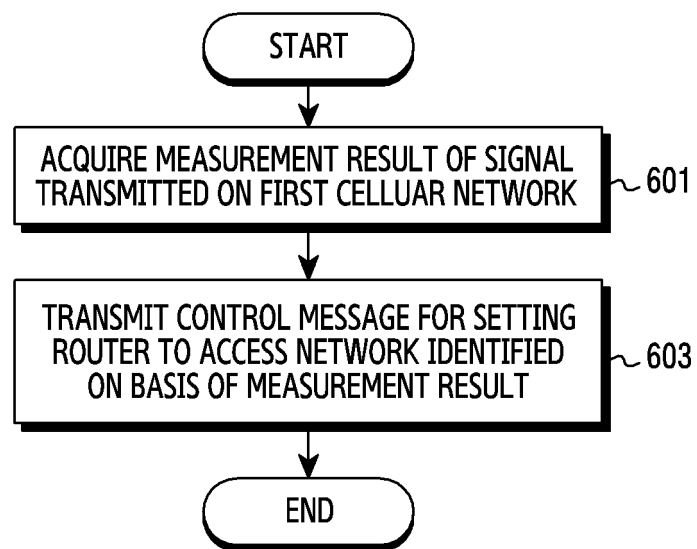 START
ACQUIRE MEASUREMENT RESULT OF SIGNAL
TRANSMITTED ON FIRST CELLUAR NETWORK
601
TRANSMIT CONTROL MESSAGE FOR SETTING
ROUTER TO ACCESS NETWORK IDENTIFIED
ON BASIS OF MEASUREMENT RESULT
603
END